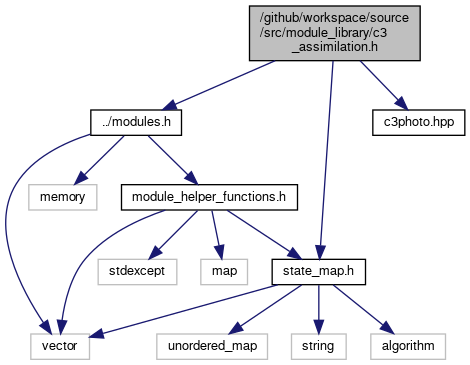 /github/workspace/source
/src/module_library/c3
_assimilation.h
../modules.h
c3photo.hpp
memory
module_helper_functions.h
stdexcept
map
state_map.h
vector
unordered_map
string
algorithm